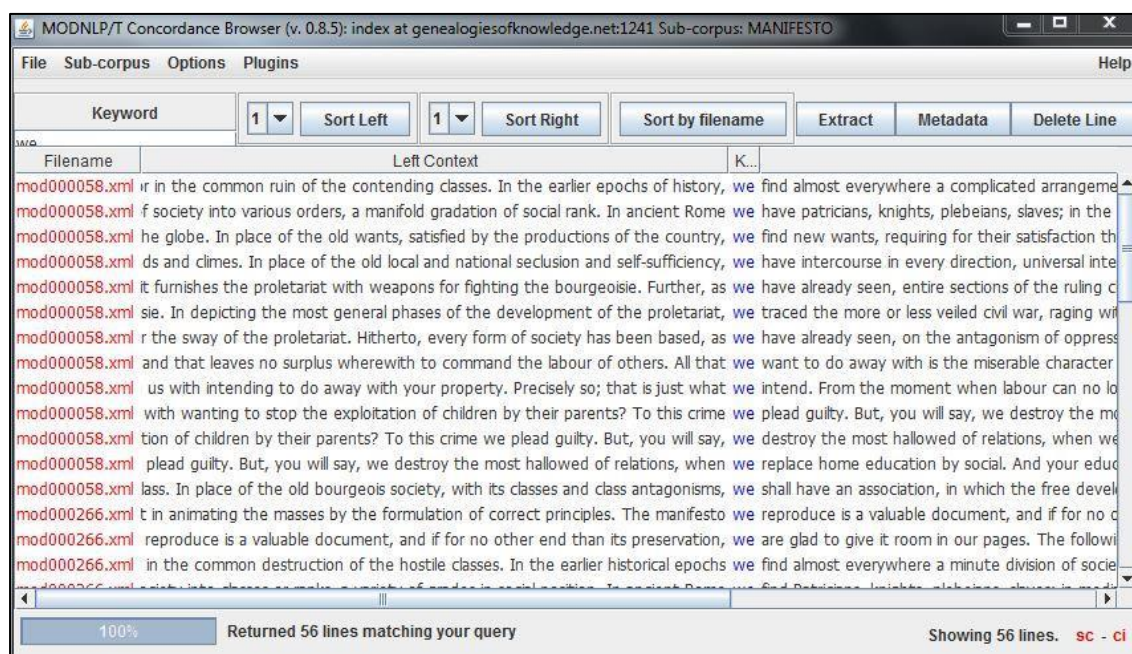 MODNLP/T Concordance Browser (v. 0.8.5): index at genealogiesofknowledge.net:1241 Sub-corpus: MANIFESTO
File Sub-corpus Options Plugins Help
Keyword 1 Sort Left 1 Sort Right Sort by filename Extract Metadata Delete Line
we
Filename Left Context K...
mod000058.xml or in the common ruin of the contending classes. In the earlier epochs of history, we find almost everywhere a complicated arrangeme
mod000058.xml of society into various orders, a manifold gradation of social rank. In ancient Rome we have patricians, knights, plebeians, slaves; in the
mod000058.xml he globe. In place of the old wants, satisfied by the productions of the country, we find new wants, requiring for their satisfaction th
mod000058.xml ds and climes. In place of the old local and national seclusion and self-sufficiency, we have intercourse in every direction, universal inte
mod000058.xml it furnishes the proletariat with weapons for fighting the bourgeoisie. Further, as we have already seen, entire sections of the ruling c
mod000058.xml sie. In depicting the most general phases of the development of the proletariat, we traced the more or less veiled civil war, raging wit
mod000058.xml r the sway of the proletariat. Hitherto, every form of society has been based, as we have already seen, on the antagonism of oppress
mod000058.xml and that leaves no surplus wherewith to command the labour of others. All that we want to do away with is the miserable character
mod000058.xml us with intending to do away with your property. Precisely so; that is just what we intend. From the moment when labour can no lo
mod000058.xml with wanting to stop the exploitation of children by their parents? To this crime we plead guilty. But, you will say, we destroy the mo
mod000058.xml tion of children by their parents? To this crime we plead guilty. But, you will say, we destroy the most hallowed of relations, when we
mod000058.xml plead guilty. But, you will say, we destroy the most hallowed of relations, when we replace home education by social. And your educ
mod000058.xml lass. In place of the old bourgeois society, with its classes and class antagonisms, we shall have an association, in which the free devel
mod000266.xml t in animating the masses by the formulation of correct principles. The manifesto we reproduce is a valuable document, and if for no o
mod000266.xml reproduce is a valuable document, and if for no other end than its preservation, we are glad to give it room in our pages. The followi
mod000266.xml in the common destruction of the hostile classes. In the earlier historical epochs we find almost everywhere a minute division of socie
100% Returned 56 lines matching your query Showing 56 lines. sc - ci